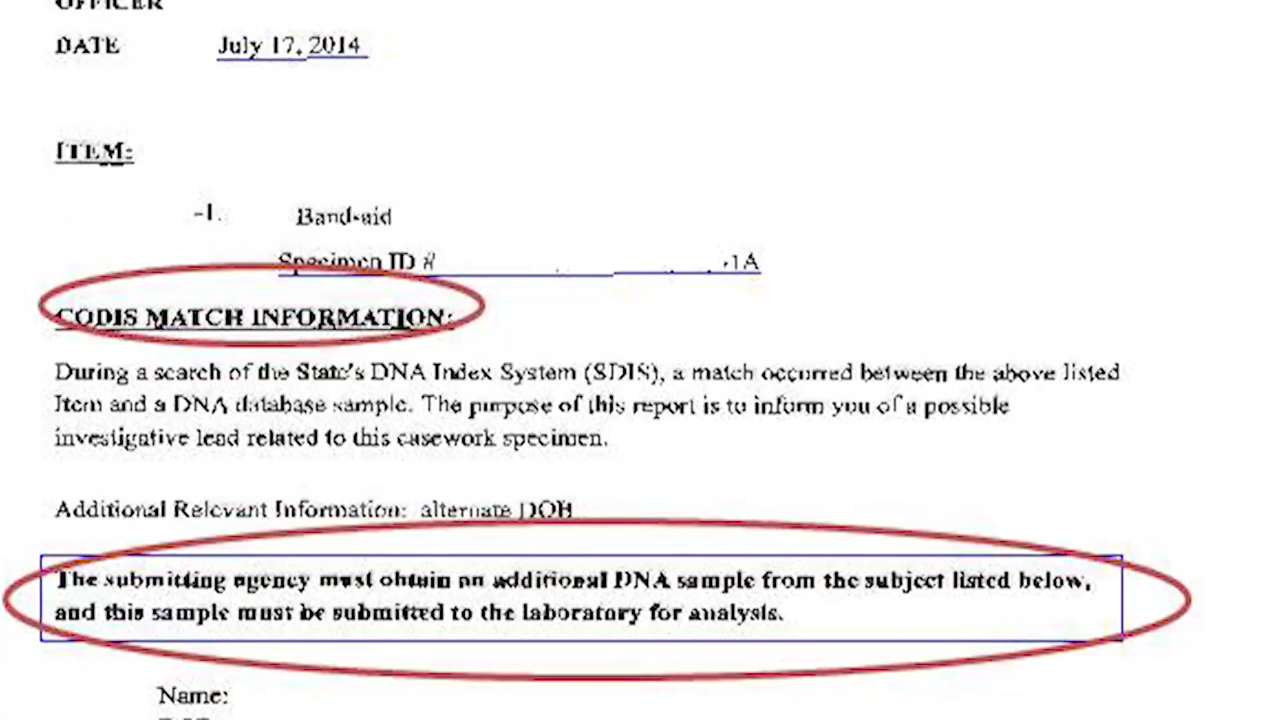 OFFICER
DATE July 17, 2014
ITEM:
-1. Band-aid
Specimen ID # -1A
CODIS MATCH INFORMATION:
During a search of the State's DNA Index System (SDIS), a match occurred between the above listed
Item and a DNA database sample. The purpose of this report is to inform you of a possible
investigative lead related to this casework specimen.
Additional Relevant Information: alternate DOB
The submitting agency must obtain an additional DNA sample from the subject listed below,
and this sample must be submitted to the laboratory for analysis.
Name: